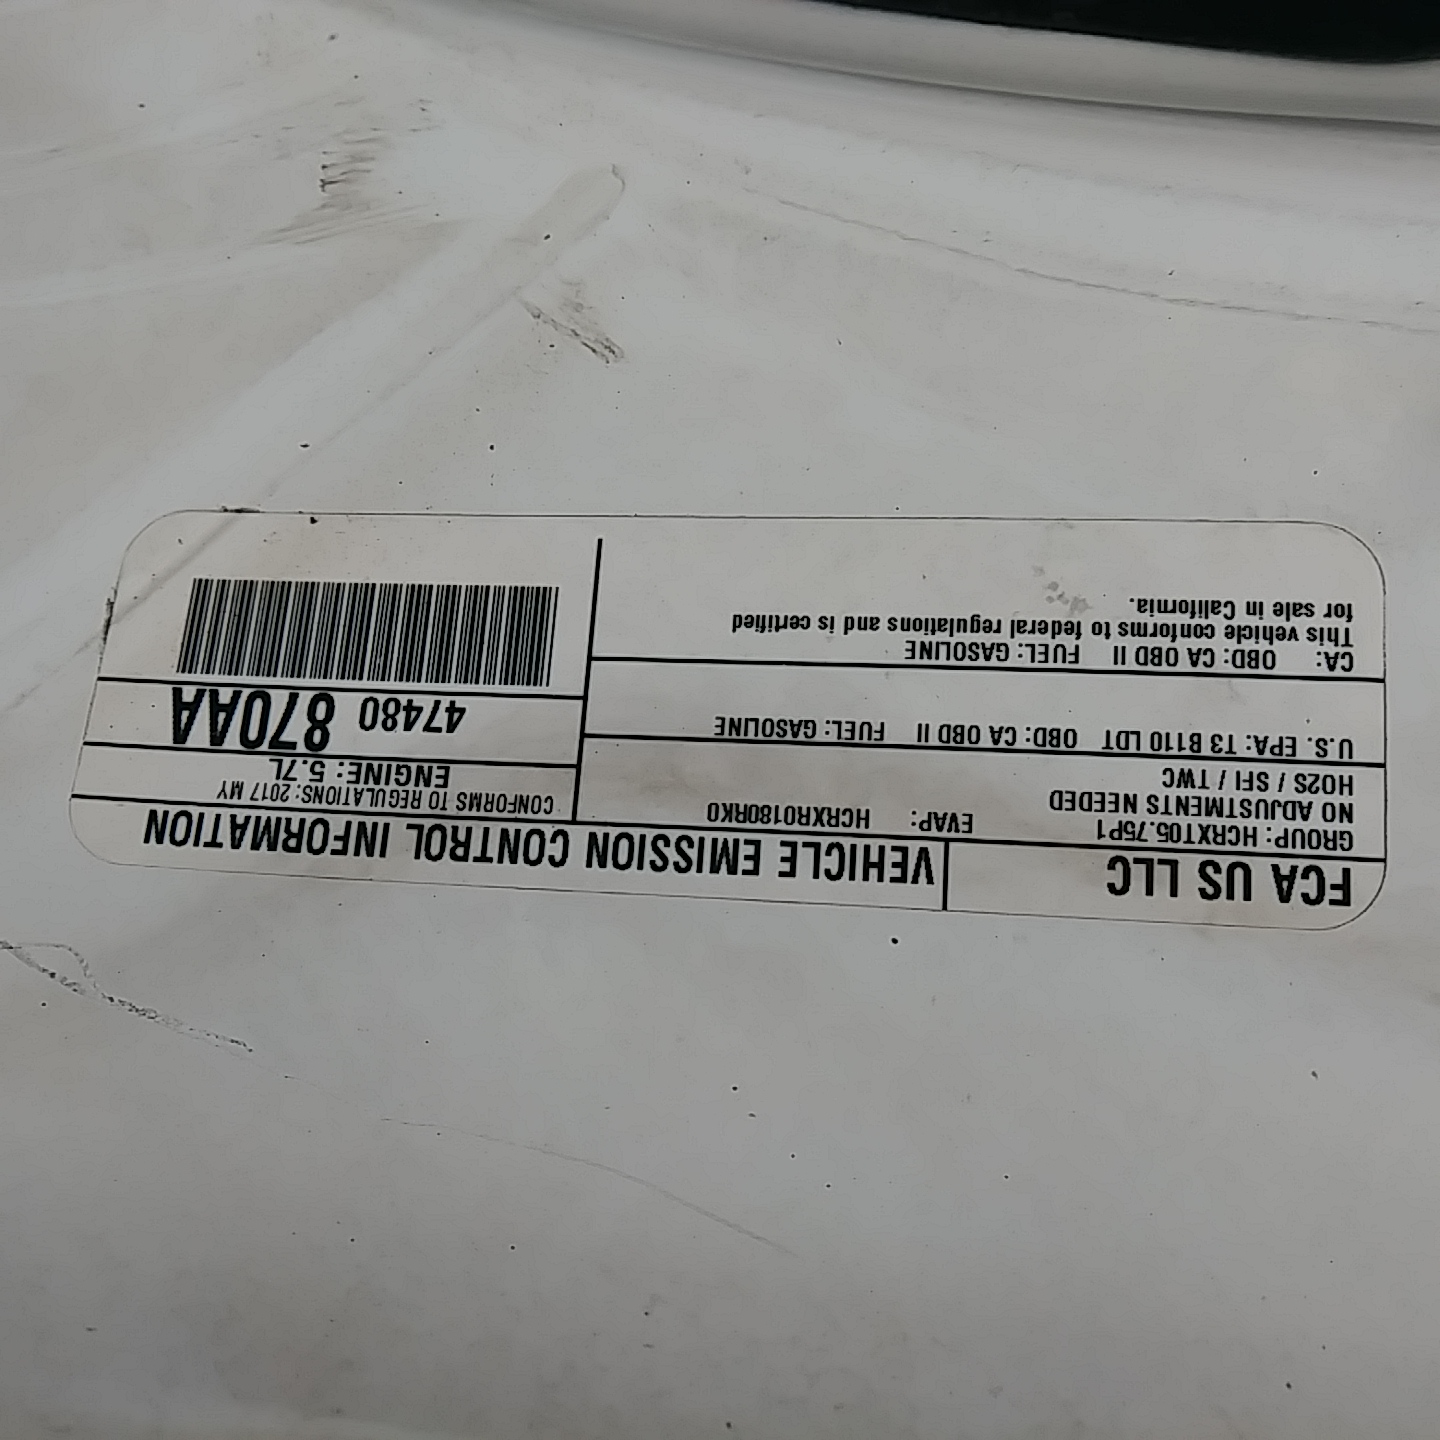 FCA US LLC
VEHICLE EMISSION CONTROL INFORMATION
GROUP: HCRXT05.75P1
EVAP: HCRXR0180RK0
NO ADJUSTMENTS NEEDED
HO2S / SFI / TWC
CONFORMS TO REGULATIONS: 2017 MY
ENGINE: 5.7L
U.S. EPA: T3 B110 LDT OBD: CA OBD II FUEL: GASOLINE
47480 870AA
CA: OBD: CA OBD II FUEL: GASOLINE
This vehicle conforms to federal regulations and is certified
for sale in California.